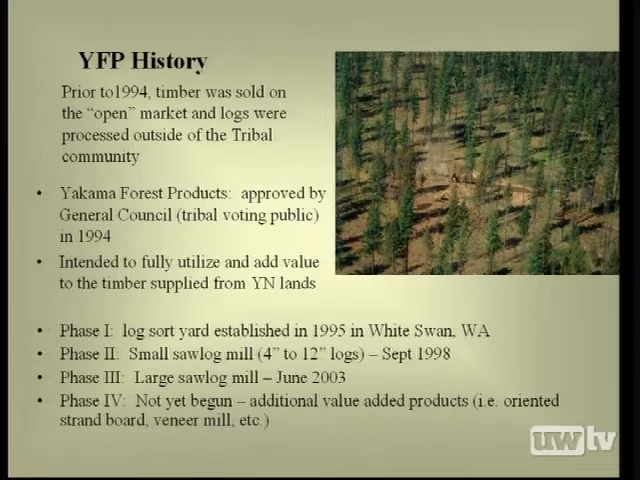 YFP History
Prior to1994, timber was sold on
the “open” market and logs were
processed outside of the Tribal
community
• Yakama Forest Products: approved by
General Council (tribal voting public)
in 1994
• Intended to fully utilize and add value
to the timber supplied from YN lands
• Phase I: log sort yard established in 1995 in White Swan, WA
• Phase II: Small sawlog mill (4” to 12” logs) – Sept 1998
• Phase III: Large sawlog mill – June 2003
• Phase IV: Not yet begun – additional value added products (i.e. oriented
strand board, veneer mill, etc.)
uwtv